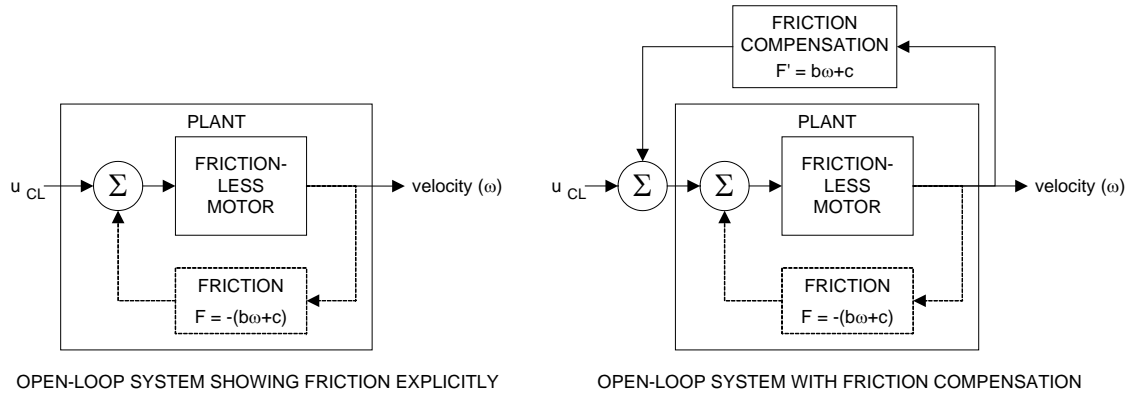 PLANT
u CL
Σ
FRICTION-
LESS
MOTOR
velocity (ω)
FRICTION
F = -(bω+c)
OPEN-LOOP SYSTEM SHOWING FRICTION EXPLICITLY
FRICTION
COMPENSATION
F' = bω+c
PLANT
u CL
Σ
Σ
FRICTION-
LESS
MOTOR
velocity (ω)
FRICTION
F = -(bω+c)
OPEN-LOOP SYSTEM WITH FRICTION COMPENSATION